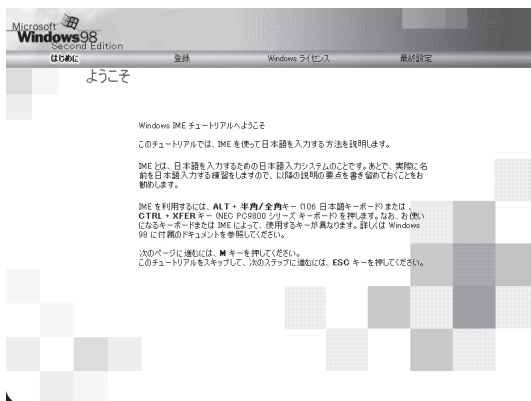 Microsoft
Windows98
Second Edition
はじめに 登録 Windows ライセンス 最終設定
ようこそ
Windows IME チュートリアルへようこそ
このチュートリアルでは、IME を使って日本語を入力する方法を説明します。
IME とは、日本語を入力するための日本語入力システムのことです。あとで、実際に名
前を日本語入力する練習をしますので、以降の説明の要点を書き留めておくことをお
勧めします。
IME を利用するには、ALT + 半角/全角キー (106 日本語キーボード) または 、
CTRL + XFER キー (NEC PC9800 シリーズ キーボード) を押します。なお、お使い
になるキーボードまたは IME によって、使用するキーが異なります。詳しくは Windows
98 に付属のドキュメントを参照してください。
次のページに進むには、M キーを押してください。
このチュートリアルをスキップして、次のステップに進むには、ESC キーを押してください。